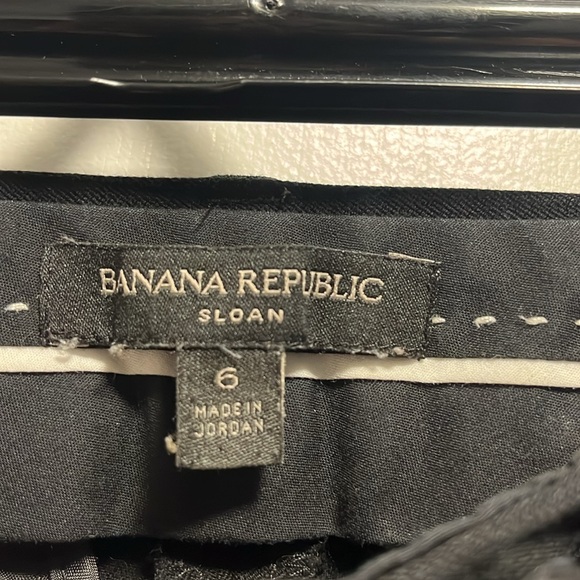 BANANA REPUBLIC
SLOAN
6
MADE IN
JORDAN